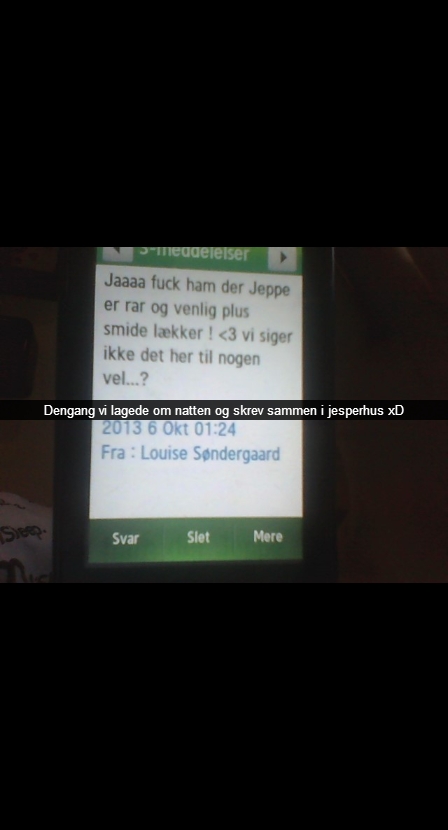 S-meddelelser
Jaaaa fuck ham der Jeppe
er rar og venlig plus
smide lækker ! <3 vi siger
ikke det her til nogen
vel...?
Dengang vi lagede om natten og skrev sammen i jesperhus xD
2013 6 Okt 01:24
Fra : Louise Søndergaard
Svar Slet Mere
Sleep.